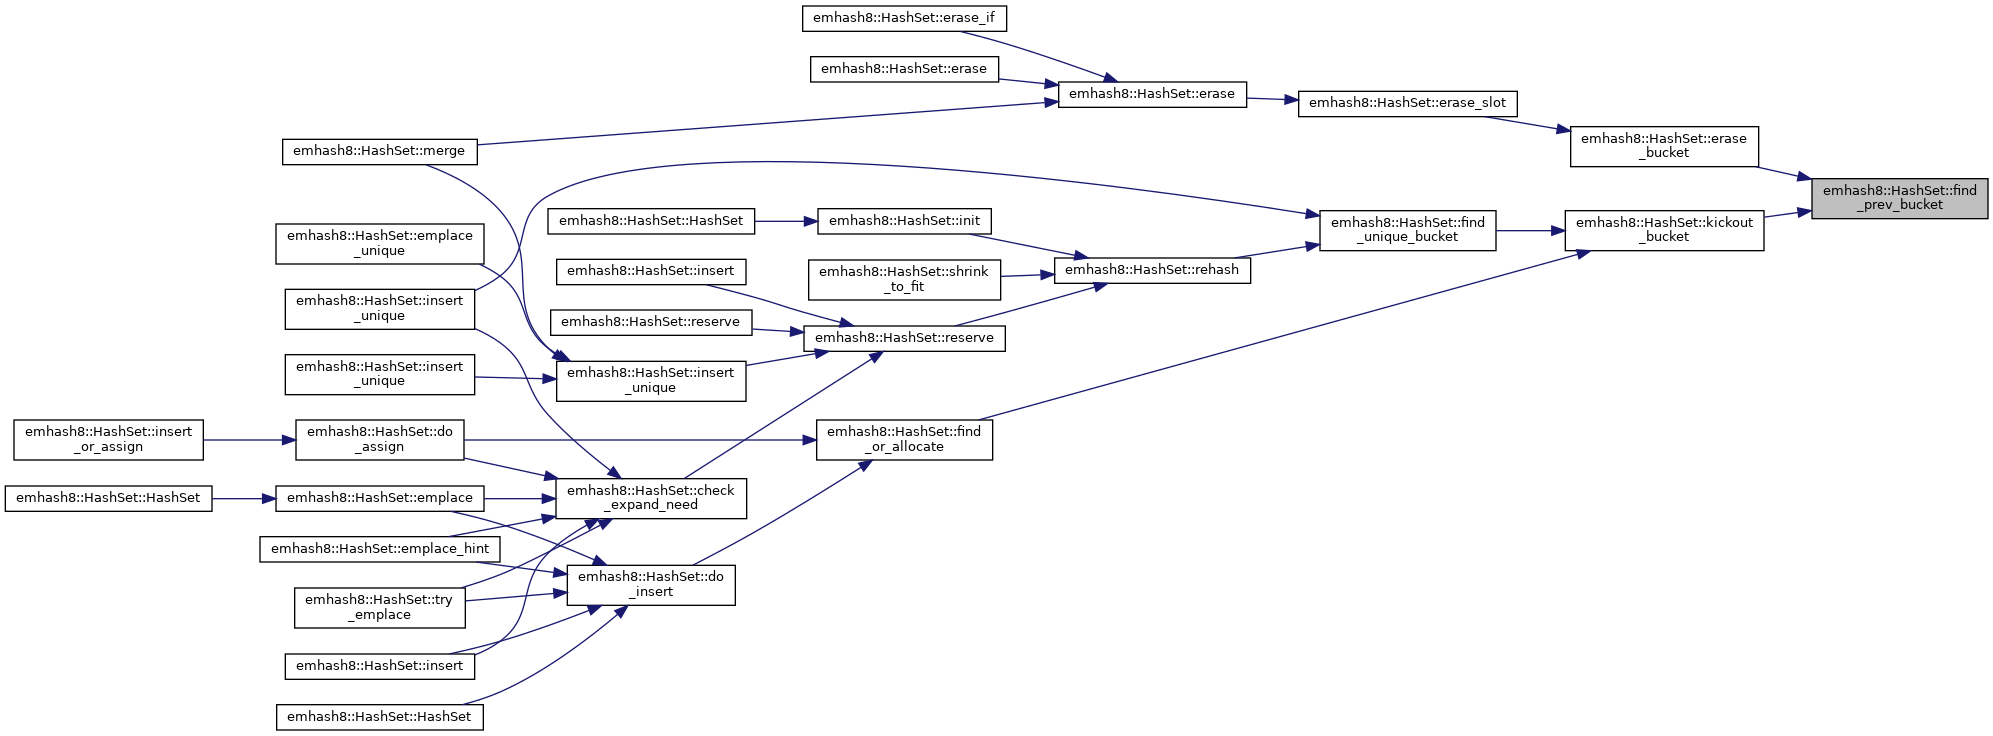 emhash8::HashSet::erase_if
emhash8::HashSet::erase
emhash8::HashSet::erase
emhash8::HashSet::erase_slot
emhash8::HashSet::erase
_bucket
emhash8::HashSet::merge
emhash8::HashSet::find
_prev_bucket
emhash8::HashSet::HashSet
emhash8::HashSet::init
emhash8::HashSet::find
_unique_bucket
emhash8::HashSet::kickout
_bucket
emhash8::HashSet::emplace
_unique
emhash8::HashSet::insert
emhash8::HashSet::shrink
_to_fit
emhash8::HashSet::rehash
emhash8::HashSet::insert
_unique
emhash8::HashSet::reserve
emhash8::HashSet::reserve
emhash8::HashSet::insert
_unique
emhash8::HashSet::insert
_unique
emhash8::HashSet::insert
_or_assign
emhash8::HashSet::do
_assign
emhash8::HashSet::find
_or_allocate
emhash8::HashSet::HashSet
emhash8::HashSet::emplace
emhash8::HashSet::check
_expand_need
emhash8::HashSet::emplace_hint
emhash8::HashSet::do
_insert
emhash8::HashSet::try
_emplace
emhash8::HashSet::insert
emhash8::HashSet::HashSet